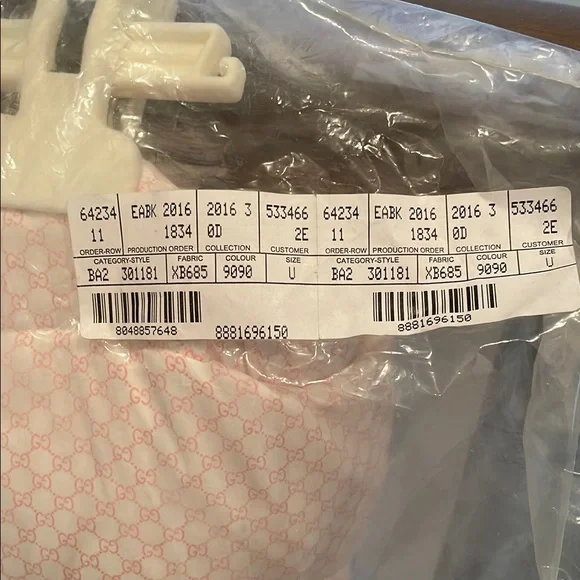 64234 EABK 2016 2016 3 533466 64234 EABK 2016 2016 3 533466
11 1834 0D 2E 11 1834 0D 2E
ORDER-ROW PRODUCTION ORDER COLLECTION CUSTOMER ORDER-ROW PRODUCTION ORDER COLLECTION CUSTOMER
CATEGORY-STYLE FABRIC COLOUR SIZE CATEGORY-STYLE FABRIC COLOUR SIZE
BA2 301181 XB685 9090 U BA2 301181 XB685 9090 U
8048857648 8881696150 8881696150